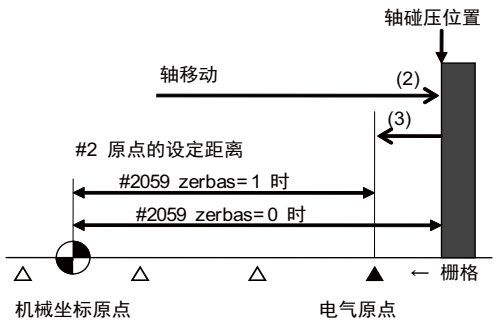 轴碰压位置
轴移动
(2)
(3)
#2 原点的设定距离
#2059 zerbas=1 时
#2059 zerbas=0 时
← 栅格
机械坐标原点
电气原点